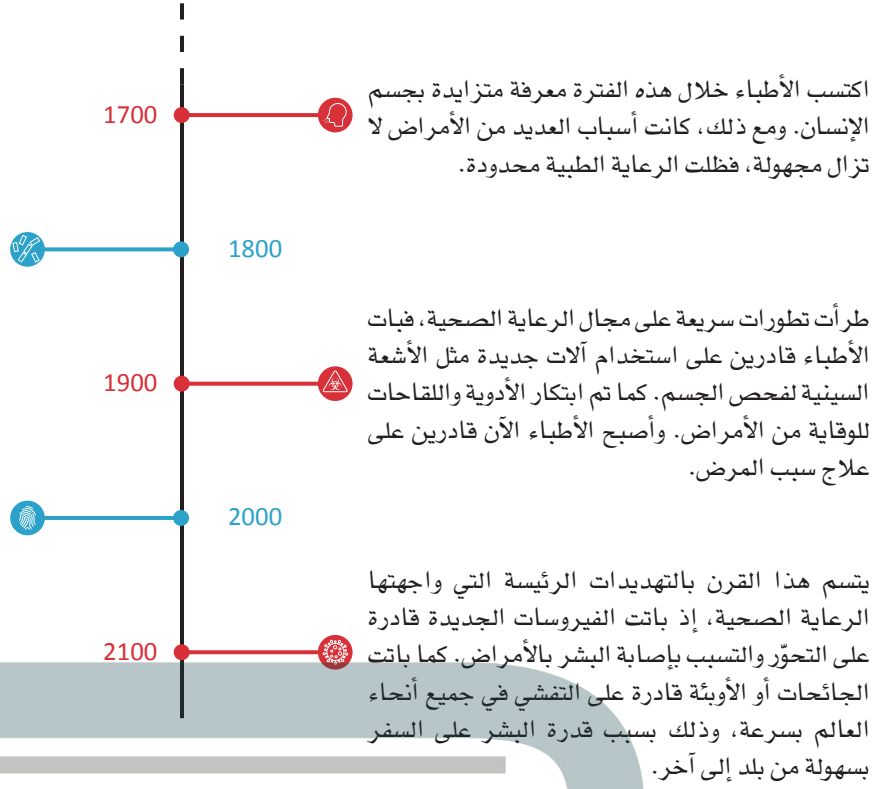 1700
اكتسب الأطباء خلال هذه الفترة معرفة متزايدة بجسم
الإنسان. ومع ذلك، كانت أسباب العديد من الأمراض لا
تزال مجهولة، فظلت الرعاية الطبية محدودة.
1800
طرأت تطورات سريعة على مجال الرعاية الصحية، فبات
الأطباء قادرين على استخدام آلات جديدة مثل الأشعة
1900
السينية لفحص الجسم. كما تم ابتكار الأدوية واللقاحات
للوقاية من الأمراض. وأصبح الأطباء الآن قادرين على
علاج سبب المرض.
2000
يتسم هذا القرن بالتهديدات الرئيسة التي واجهتها
الرعاية الصحية، إذ باتت الفيروسات الجديدة قادرة
2100
على التحوّر والتسبب بإصابة البشر بالأمراض. كما باتت
الجائحات أو الأوبئة قادرة على التفشي في جميع أنحاء
العالم بسرعة، وذلك بسبب قدرة البشر على السفر
بسهولة من بلد إلى آخر.